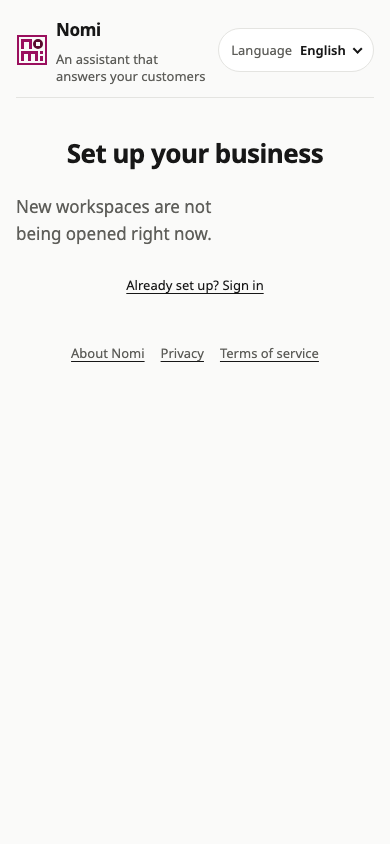 Nomi
An assistant that
answers your customers
Language English
Set up your business
New workspaces are not
being opened right now.
Already set up? Sign in
About Nomi Privacy Terms of service